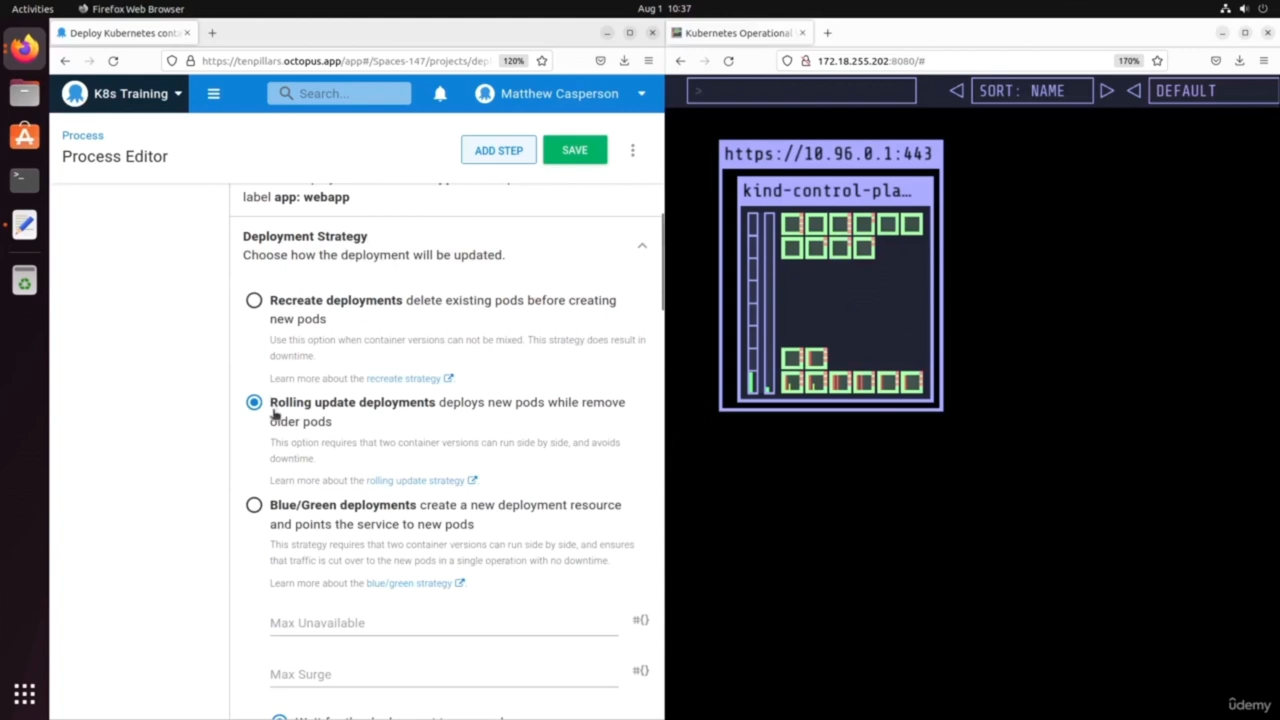 Activities
Firefox Web Browser
Aug 1 10:37
Deploy Kubernetes cont
https://tenpillars.octopus.app/app#/Spaces-147/projects/dep
120%
K8s Training
Search...
Matthew Casperson
Process
Process Editor
ADD STEP
SAVE
label app: webapp
Deployment Strategy
Choose how the deployment will be updated.
Recreate deployments delete existing pods before creating
new pods
Use this option when container versions can not be mixed. This strategy does result in
downtime.
Learn more about the recreate strategy
Rolling update deployments deploys new pods while remove
older pods
This option requires that two container versions can run side by side, and avoids
downtime.
Learn more about the rolling update strategy
Blue/Green deployments create a new deployment resource
and points the service to new pods
This strategy requires that two container versions can run side by side, and ensures
that traffic is cut over to the new pods in a single operation with no downtime.
Learn more about the blue/green strategy
Max Unavailable
#{}
Max Surge
#{}
Kubernetes Operational
172.18.255.202:8080/#
170%
>
SORT: NAME
DEFAULT
https://10.96.0.1:443
kind-control-pla…
ûdemy